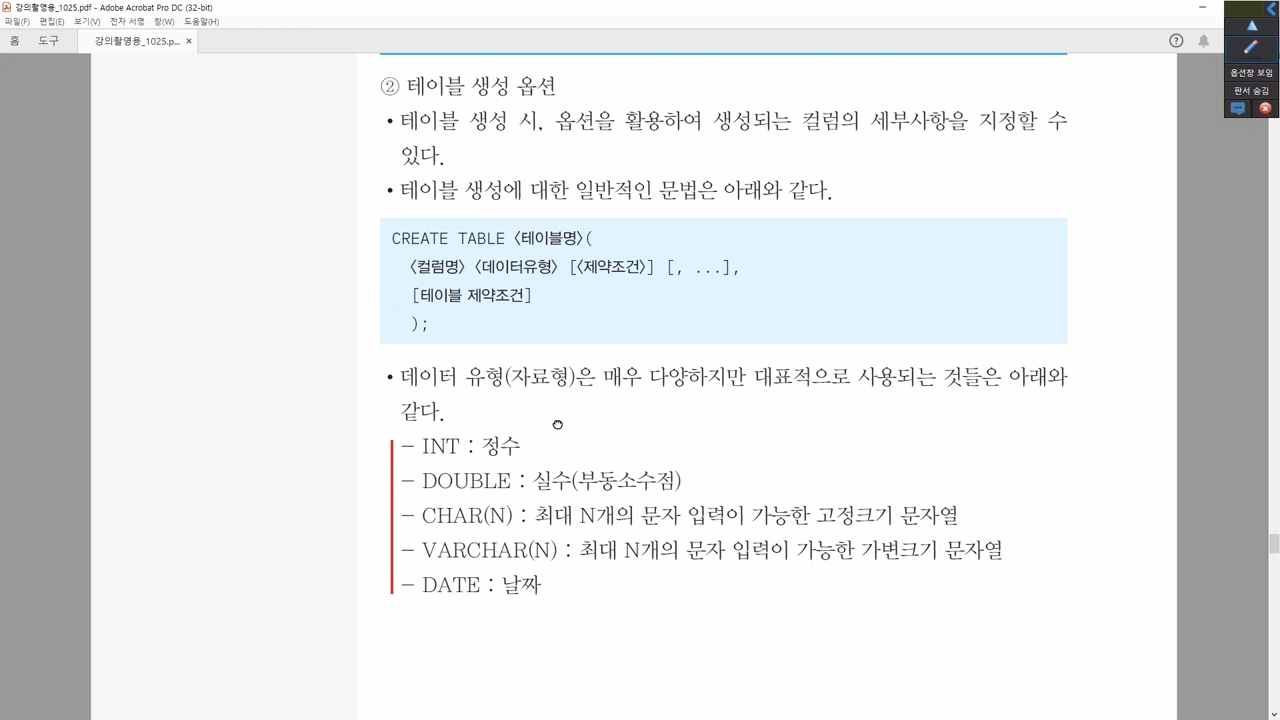 강의촬영용_1025.pdf - Adobe Acrobat Pro DC (32-bit)
파일(F) 편집(E) 보기(V) 전자 서명 창(W) 도움말(H)
홈 도구 강의촬영용_1025.p... ×
옵션창 보임
판서 숨김
② 테이블 생성 옵션
• 테이블 생성 시, 옵션을 활용하여 생성되는 컬럼의 세부사항을 지정할 수
있다.
• 테이블 생성에 대한 일반적인 문법은 아래와 같다.
CREATE TABLE 〈테이블명〉(
〈컬럼명〉 〈데이터유형〉 [〈제약조건〉] [, ...],
[테이블 제약조건]
);
• 데이터 유형(자료형)은 매우 다양하지만 대표적으로 사용되는 것들은 아래와
같다.
– INT : 정수
– DOUBLE : 실수(부동소수점)
– CHAR(N) : 최대 N개의 문자 입력이 가능한 고정크기 문자열
– VARCHAR(N) : 최대 N개의 문자 입력이 가능한 가변크기 문자열
– DATE : 날짜